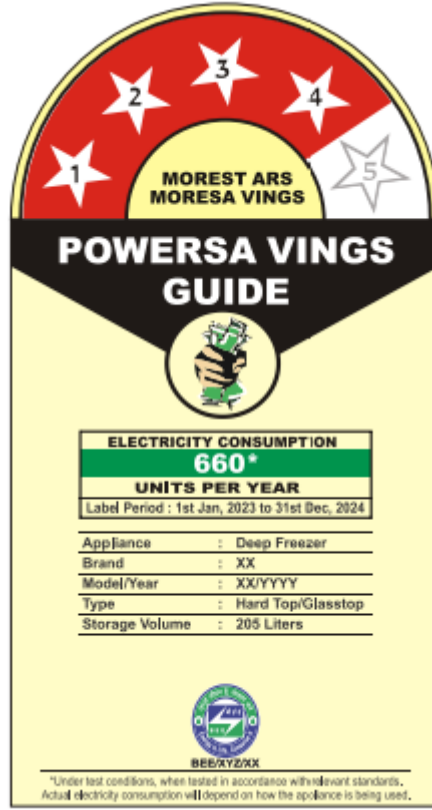 1 2 3 4 5
MOREST ARS
MORESA VINGS
POWERSA VINGS
GUIDE
ELECTRICITY CONSUMPTION
660*
UNITS PER YEAR
Label Period : 1st Jan, 2023 to 31st Dec, 2024
Appliance : Deep Freezer
Brand : XX
Model/Year : XX/YYYY
Type : Hard Top/Glasstop
Storage Volume : 205 Liters
BEE/XYZ/XX
*Under test conditions, when tested in accordance with relevant standards.
Actual electricity consumption will depend on how the appliance is being used.